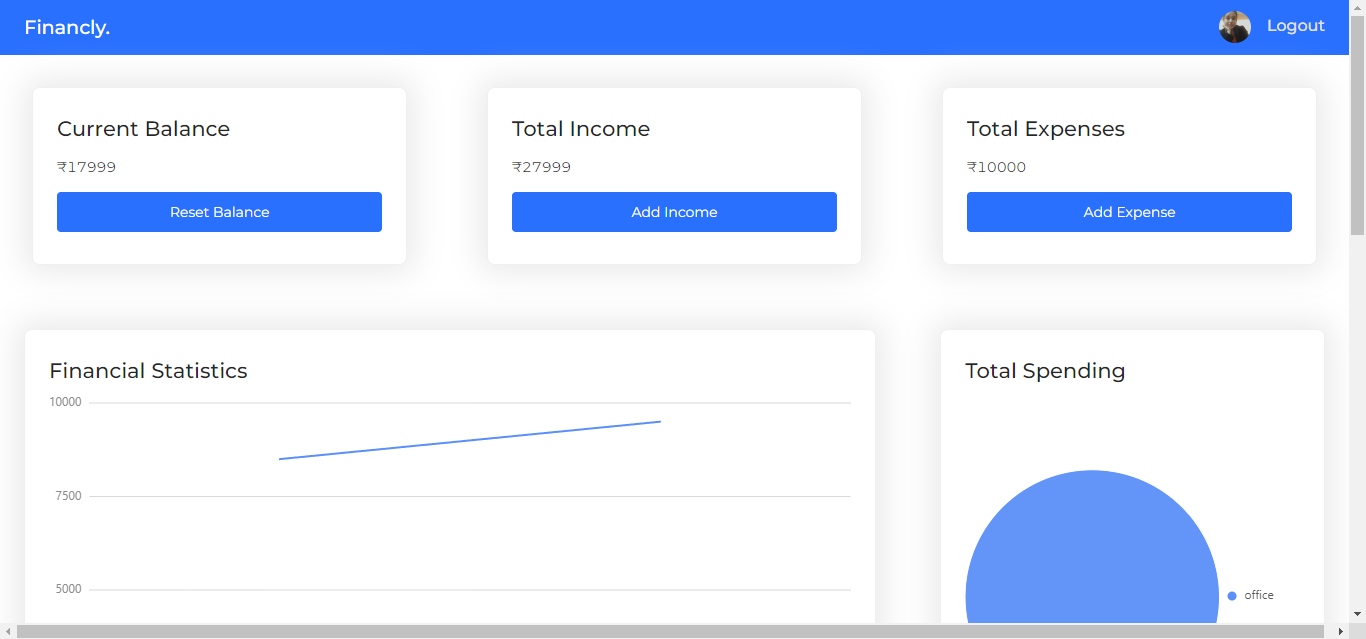 Financly.
Logout
Current Balance
₹17999
Reset Balance
Total Income
₹27999
Add Income
Total Expenses
₹10000
Add Expense
Financial Statistics
10000
7500
5000
Total Spending
office